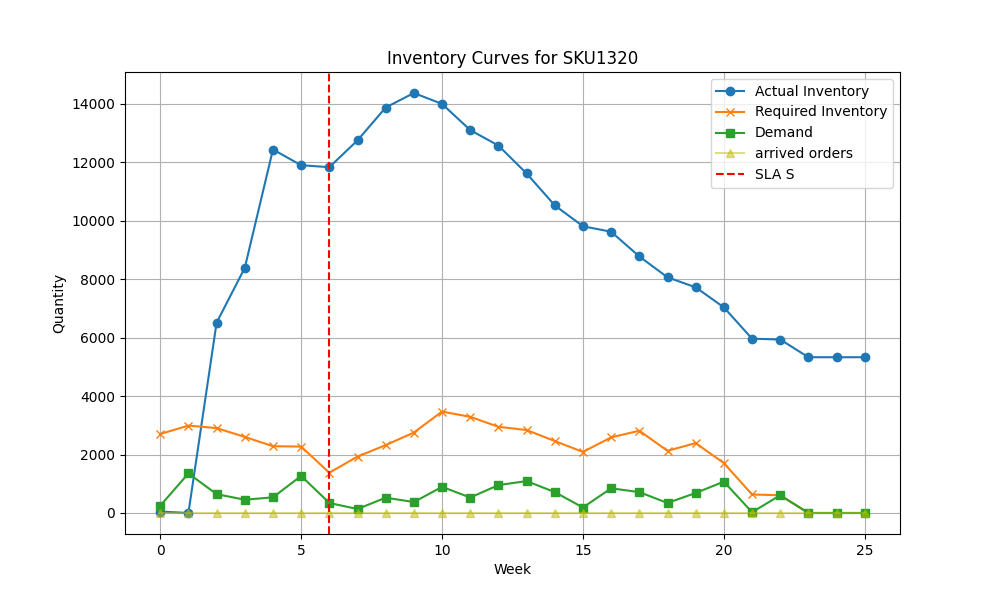 Inventory Curves for SKU1320
Actual Inventory
Required Inventory
Demand
arrived orders
SLA S
Quantity
14000
12000
10000
8000
6000
4000
2000
0
0 5 10 15 20 25
Week